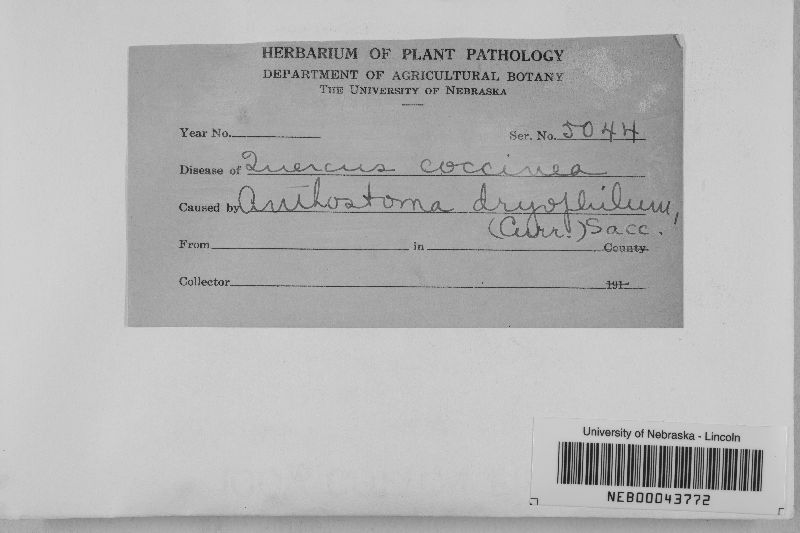 HERBARIUM OF PLANT PATHOLOGY
DEPARTMENT OF AGRICULTURAL BOTANY
THE UNIVERSITY OF NEBRASKA
Year No. Ser. No. 5044
Disease of Quercus coccinea
Caused by Anthostoma dryophilum,
(Curr.) Sacc.
From in County
Collector 191-
University of Nebraska - Lincoln
NEB00043772